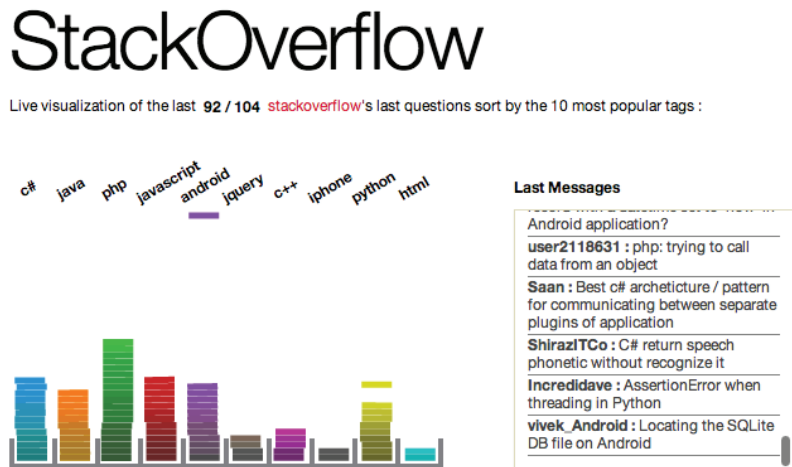 StackOverflow
Live visualization of the last 92 / 104 stackoverflow's last questions sort by the 10 most popular tags :
c# java php javascript android jquery c++ iphone python html
Last Messages
Android application?
user2118631 : php: trying to call
data from an object
Saan : Best c# archeticture / pattern
for communicating between separate
plugins of application
ShirazITCo : C# return speech
phonetic without recognize it
Incredidave : AssertionError when
threading in Python
vivek_Android : Locating the SQLite
DB file on Android